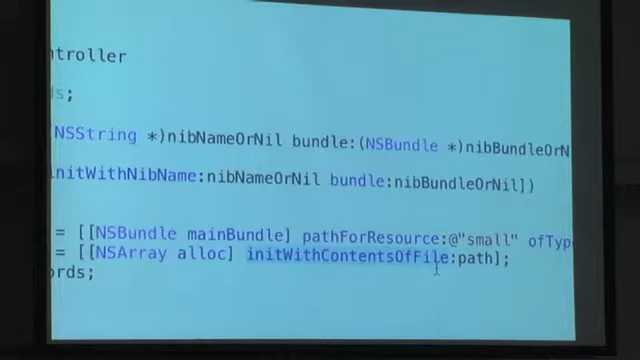 ntroller
ds;
(NSString *)nibNameOrNil bundle:(NSBundle *)nibBundleOrN
initWithNibName:nibNameOrNil bundle:nibBundleOrNil])
= [[NSBundle mainBundle] pathForResource:@"small" ofType
= [[NSArray alloc] initWithContentsOfFile:path];
ords;